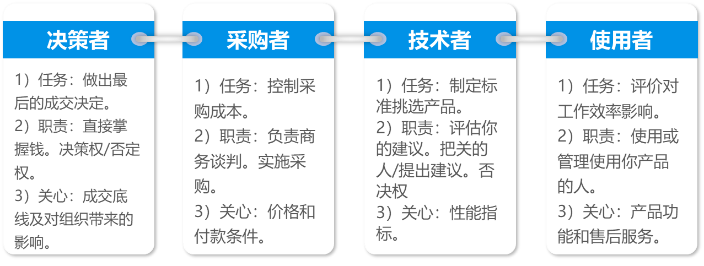 决策者
1）任务：做出最
后的成交决定。
2）职责：直接掌
握钱。决策权/否定
权。
3）关心：成交底
线及对组织带来的
影响。
采购者
1）任务：控制采
购成本。
2）职责：负责商
务谈判。实施采
购。
3）关心：价格和
付款条件。
技术者
1）任务：制定标
准挑选产品。
2）职责：评估你
的建议。把关的
人/提出建议。否
决权
3）关心：性能指
标。
使用者
1）任务：评价对
工作效率影响。
2）职责：使用或
管理使用你产品
的人。
3）关心：产品功
能和售后服务。